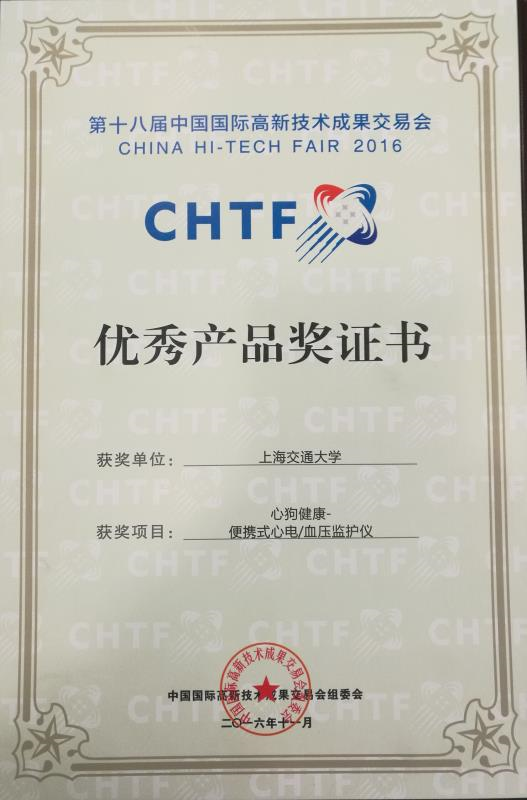 第十八届中国国际高新技术成果交易会
CHINA HI-TECH FAIR 2016
CHTF
优秀产品奖证书
获奖单位： 上海交通大学
心狗健康-
获奖项目： 便携式心电/血压监护仪
中国国际高新技术成果交易会组委会
二〇一六年十一月